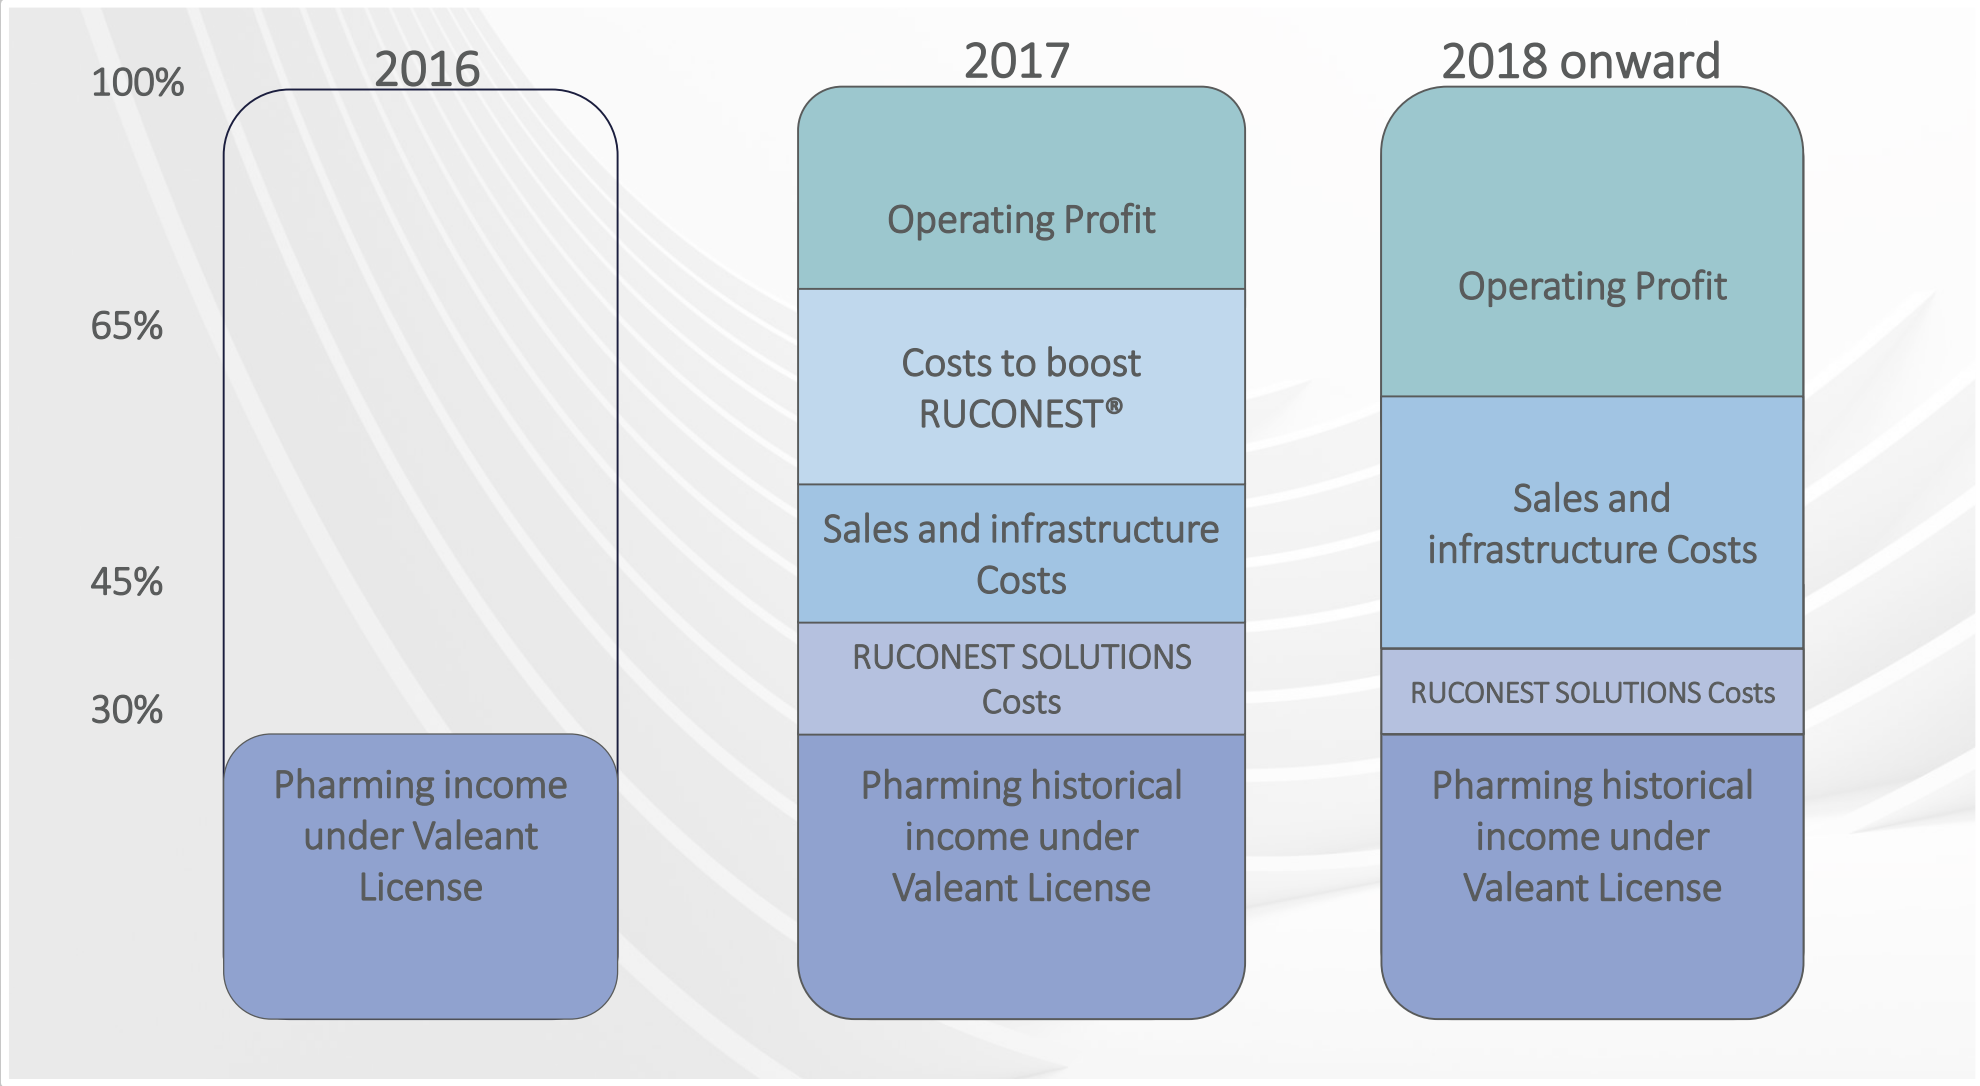 100%
65%
45%
30%
2016
Pharming income
under Valeant
License
2017
Operating Profit
Costs to boost
RUCONEST®
Sales and infrastructure
Costs
RUCONEST SOLUTIONS
Costs
Pharming historical
income under
Valeant License
2018 onward
Operating Profit
Sales and
infrastructure Costs
RUCONEST SOLUTIONS Costs
Pharming historical
income under
Valeant License